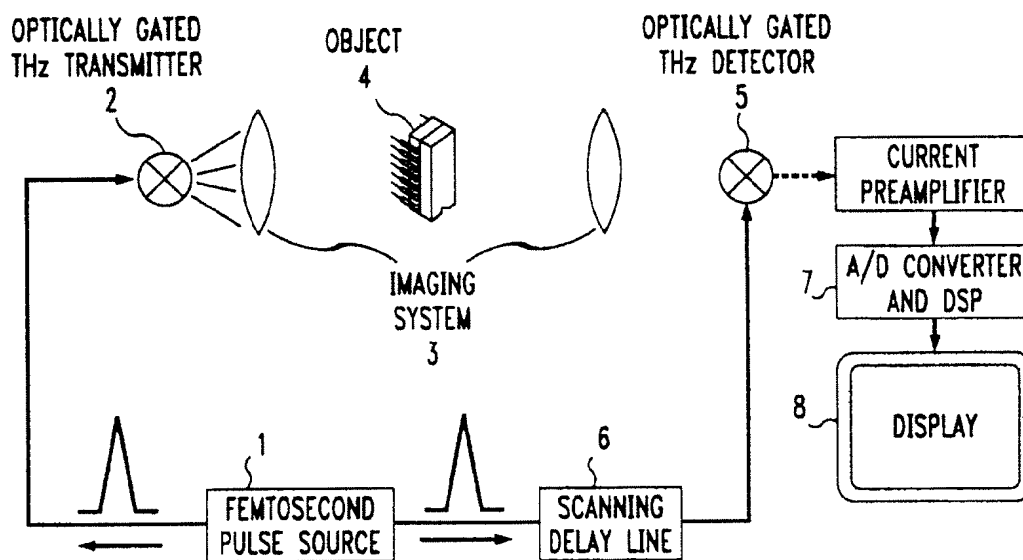 OPTICALLY GATED
THz TRANSMITTER
2
OBJECT
4
OPTICALLY GATED
THz DETECTOR
5
CURRENT
PREAMPLIFIER
IMAGING
SYSTEM
3
7
A/D CONVERTER
AND DSP
8
DISPLAY
1
FEMTOSECOND
PULSE SOURCE
6
SCANNING
DELAY LINE